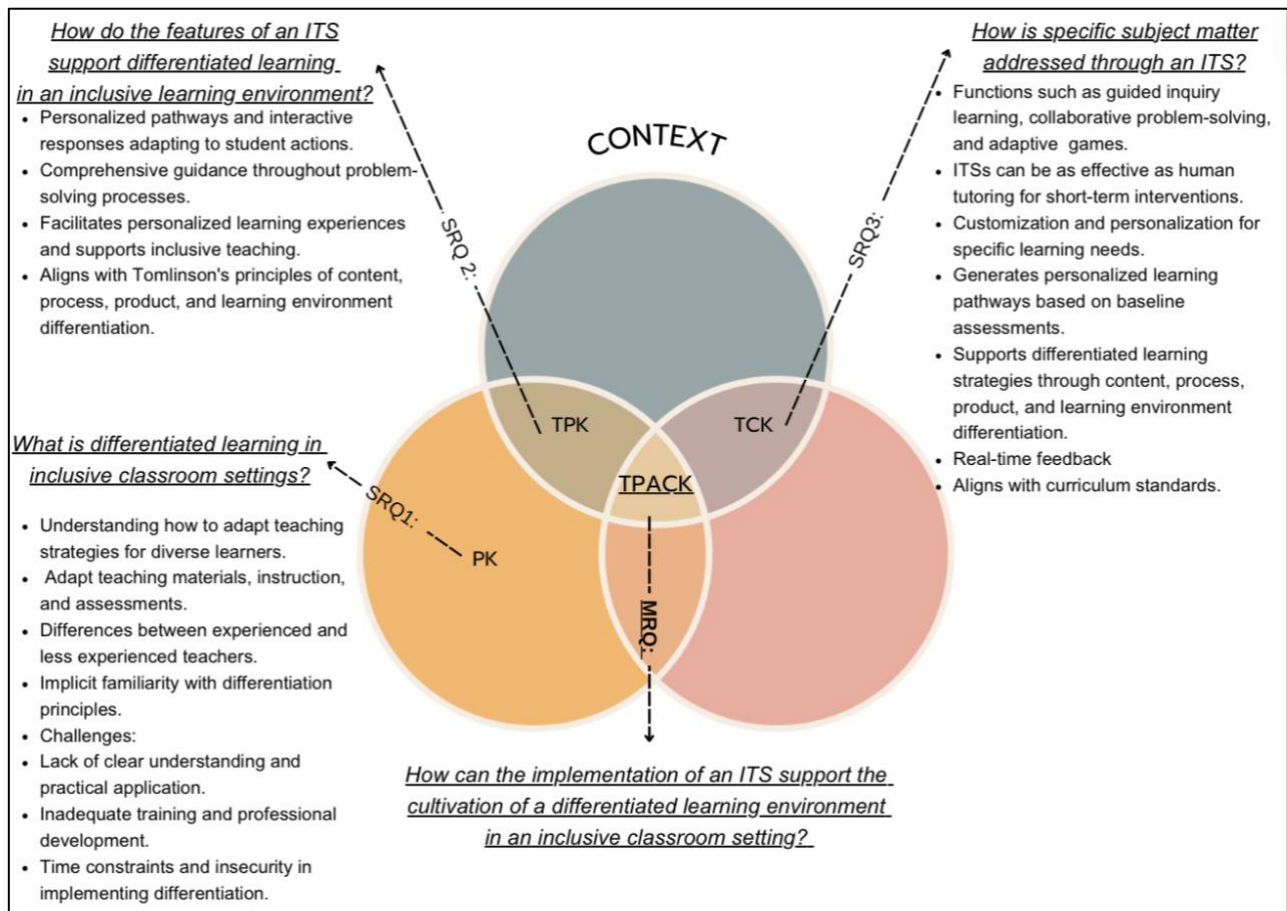 How do the features of an ITS
support differentiated learning
in an inclusive learning environment?
• Personalized pathways and interactive
responses adapting to student actions.
• Comprehensive guidance throughout problem-
solving processes.
• Facilitates personalized learning experiences
and supports inclusive teaching.
• Aligns with Tomlinson's principles of content,
process, product, and learning environment
differentiation.
What is differentiated learning in
inclusive classroom settings?
• Understanding how to adapt teaching
strategies for diverse learners.
• Adapt teaching materials, instruction,
and assessments.
• Differences between experienced and
less experienced teachers.
• Implicit familiarity with differentiation
principles.
• Challenges:
• Lack of clear understanding and
practical application.
• Inadequate training and professional
development.
• Time constraints and insecurity in
implementing differentiation.
CONTEXT
SRQ 2:
SRQ3:
TPK
TCK
TPACK
SRQ1:
PK
MRQ:
How can the implementation of an ITS support the
cultivation of a differentiated learning environment
in an inclusive classroom setting?
How is specific subject matter
addressed through an ITS?
• Functions such as guided inquiry
learning, collaborative problem-solving,
and adaptive games.
• ITSs can be as effective as human
tutoring for short-term interventions.
• Customization and personalization for
specific learning needs.
• Generates personalized learning
pathways based on baseline
assessments.
• Supports differentiated learning
strategies through content, process,
product, and learning environment
differentiation.
• Real-time feedback
• Aligns with curriculum standards.